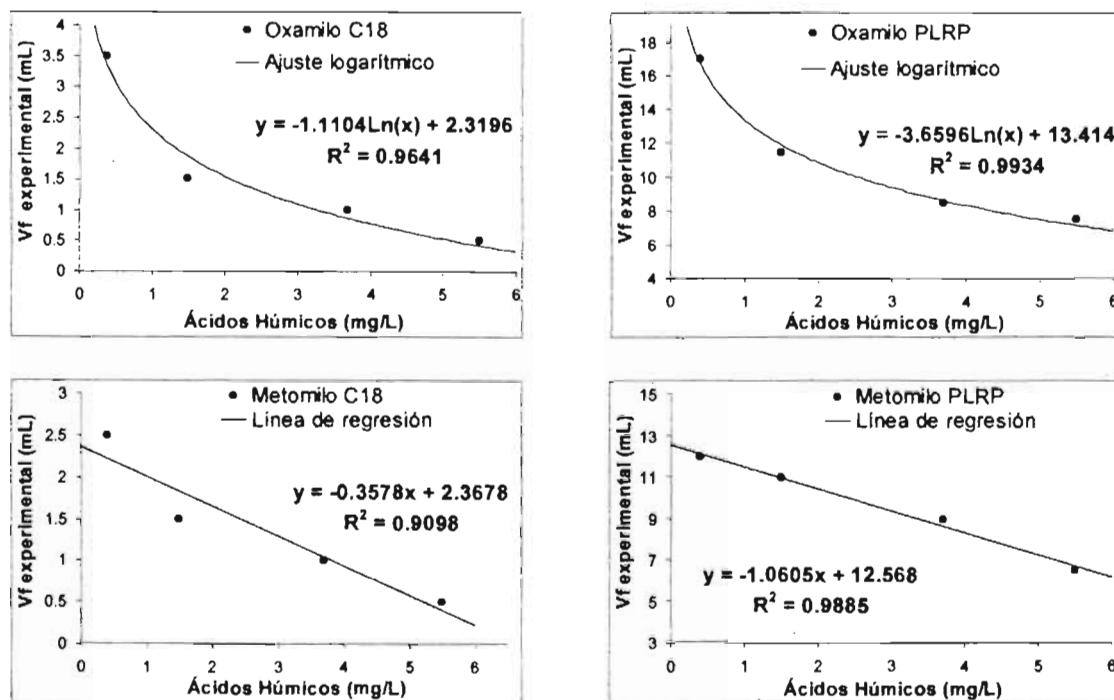 Oxamilo C18
Ajuste logarítmico
y = -1.1104Ln(x) + 2.3196
R² = 0.9641
Vf experimental (mL)
4
3.5
3
2.5
2
1.5
1
0.5
0
0 1 2 3 4 5 6
Ácidos Húmicos (mg/L)
Oxamilo PLRP
Ajuste logarítmico
y = -3.6596Ln(x) + 13.414
R² = 0.9934
Vf experimental (mL)
18
16
14
12
10
8
6
4
0 1 2 3 4 5 6
Ácidos Húmicos (mg/L)
Metomilo C18
Línea de regresión
y = -0.3578x + 2.3678
R² = 0.9098
Vf experimental (mL)
3
2.5
2
1.5
1
0.5
0
0 1 2 3 4 5 6
Ácidos Húmicos (mg/L)
Metomilo PLRP
Línea de regresión
y = -1.0605x + 12.568
R² = 0.9885
Vf experimental (mL)
15
13
11
9
7
5
3
0 1 2 3 4 5 6
Ácidos Húmicos (mg/L)